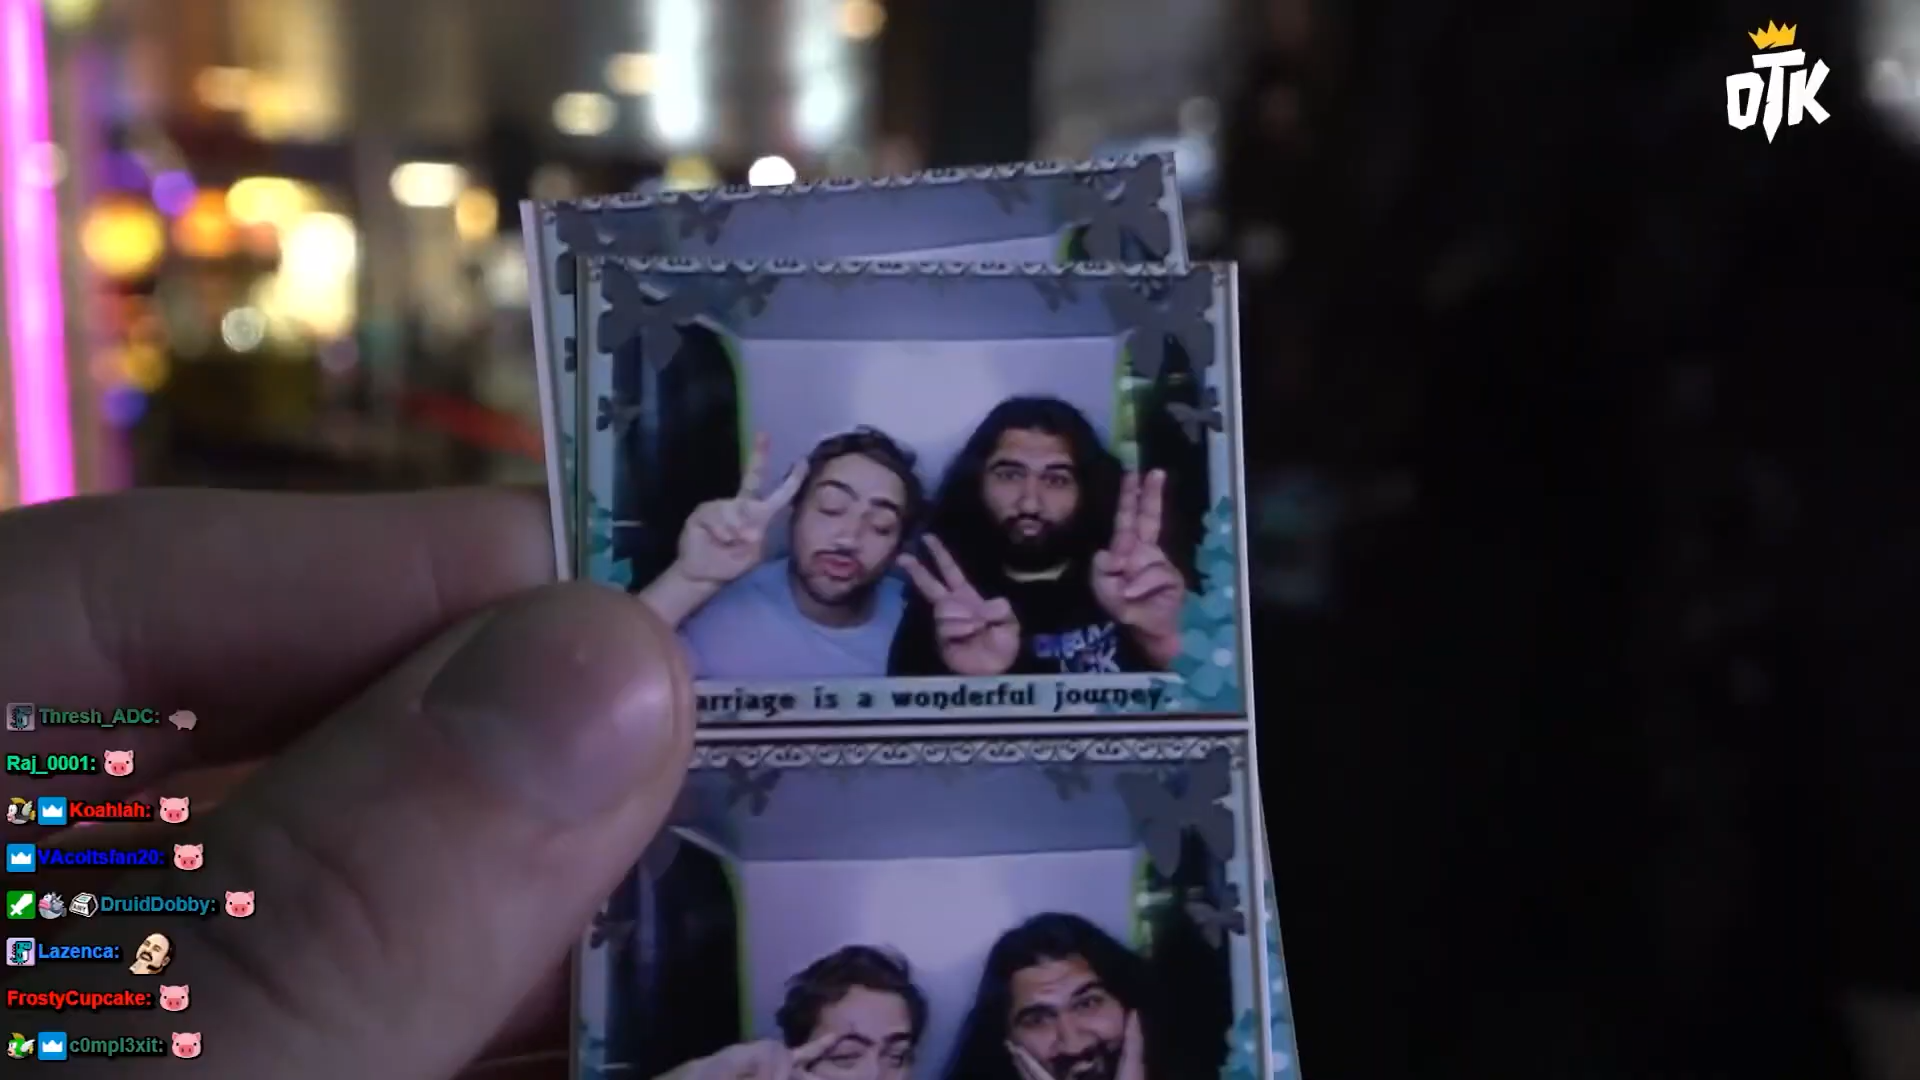 OTK
arriage is a wonderful journey.
Thresh_ADC:
Raj_0001:
Koahlah:
VAcoltsfan20:
DruidDobby:
Lazenca:
FrostyCupcake:
c0mpl3xit: